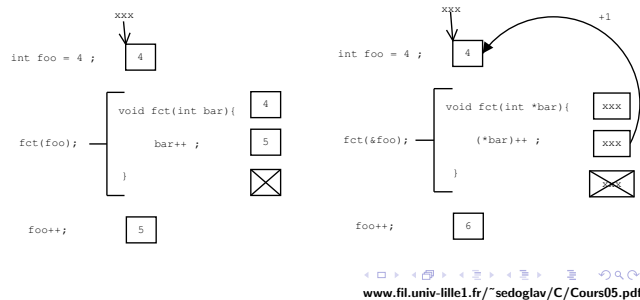 xxx
int foo = 4 ;
4
void fct(int bar){
4
fct(foo);
bar++ ;
5
}
foo++;
5
xxx
+1
int foo = 4 ;
4
void fct(int *bar){
xxx
fct(&foo);
(*bar)++ ;
xxx
}
xxx
foo++;
6
www.fil.univ-lille1.fr/~sedoglav/C/Cours05.pdf